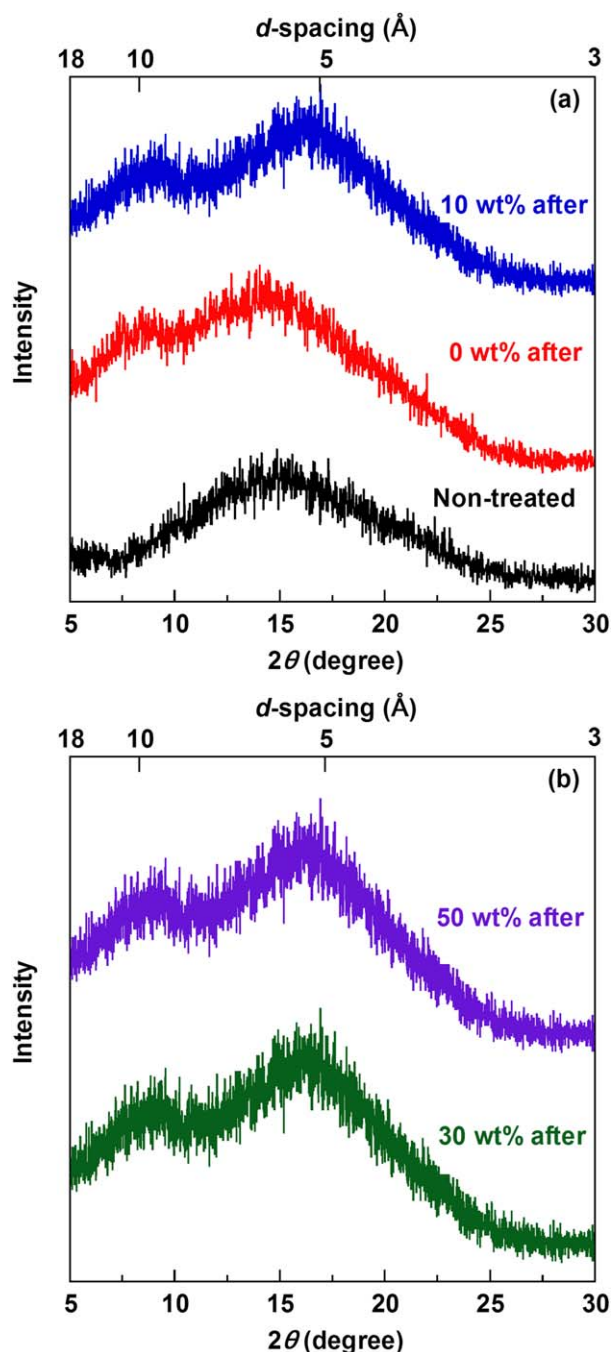 d-spacing (Å)
18 10 5 3
(a)
10 wt% after
0 wt% after
Non-treated
Intensity
5 10 15 20 25 30
2θ (degree)
d-spacing (Å)
18 10 5 3
(b)
50 wt% after
30 wt% after
Intensity
5 10 15 20 25 30
2θ (degree)